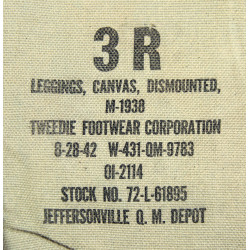 3 R
LEGGINGS, CANVAS, DISMOUNTED,
M-1938
TWEEDIE FOOTWEAR CORPORATION
8-28-42 W-431-QM-9783
OI-2114
STOCK NO. 72-L-61895
JEFFERSONVILLE Q. M. DEPOT